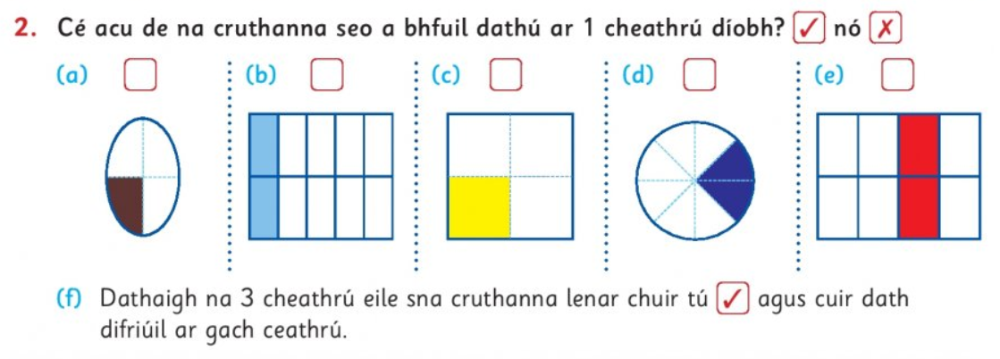 2. Cé acu de na cruthanna seo a bhfuil dathú ar 1 cheathrú díobh? ✓ nó ✗
(a) (b) (c) (d) (e)
(f) Dathaigh na 3 cheathrú eile sna cruthanna lenar chuir tú ✓ agus cuir dath
difriúil ar gach ceathrú.